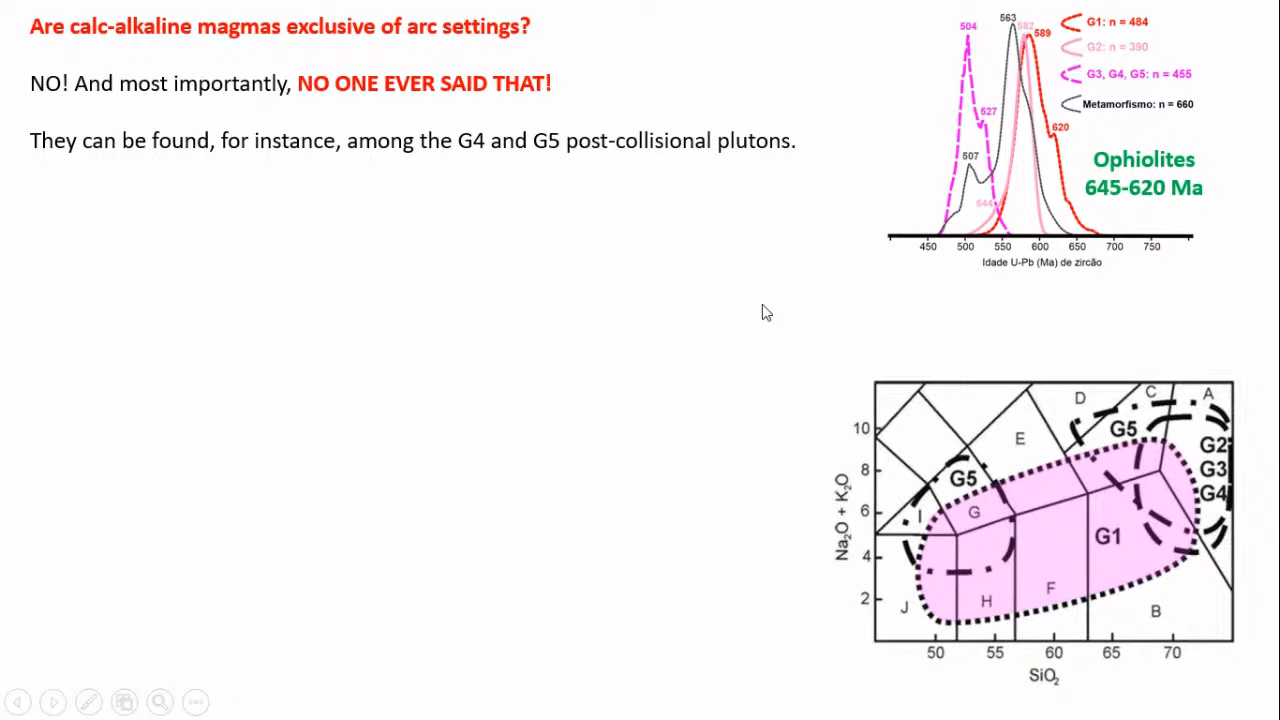 Are calc-alkaline magmas exclusive of arc settings?
NO! And most importantly, NO ONE EVER SAID THAT!
They can be found, for instance, among the G4 and G5 post-collisional plutons.
504
563
582
589
527
620
507
544
G1: n = 484
G2: n = 390
G3, G4, G5: n = 455
Metamorfismo: n = 660
Ophiolites
645-620 Ma
450 500 550 600 650 700 750
Idade U-Pb (Ma) de zircão
Na₂O + K₂O
10
8
6
4
2
D
C
A
E
G5
G2
G3
G4
G5
I
G
G1
J
H
F
B
50 55 60 65 70
SiO₂